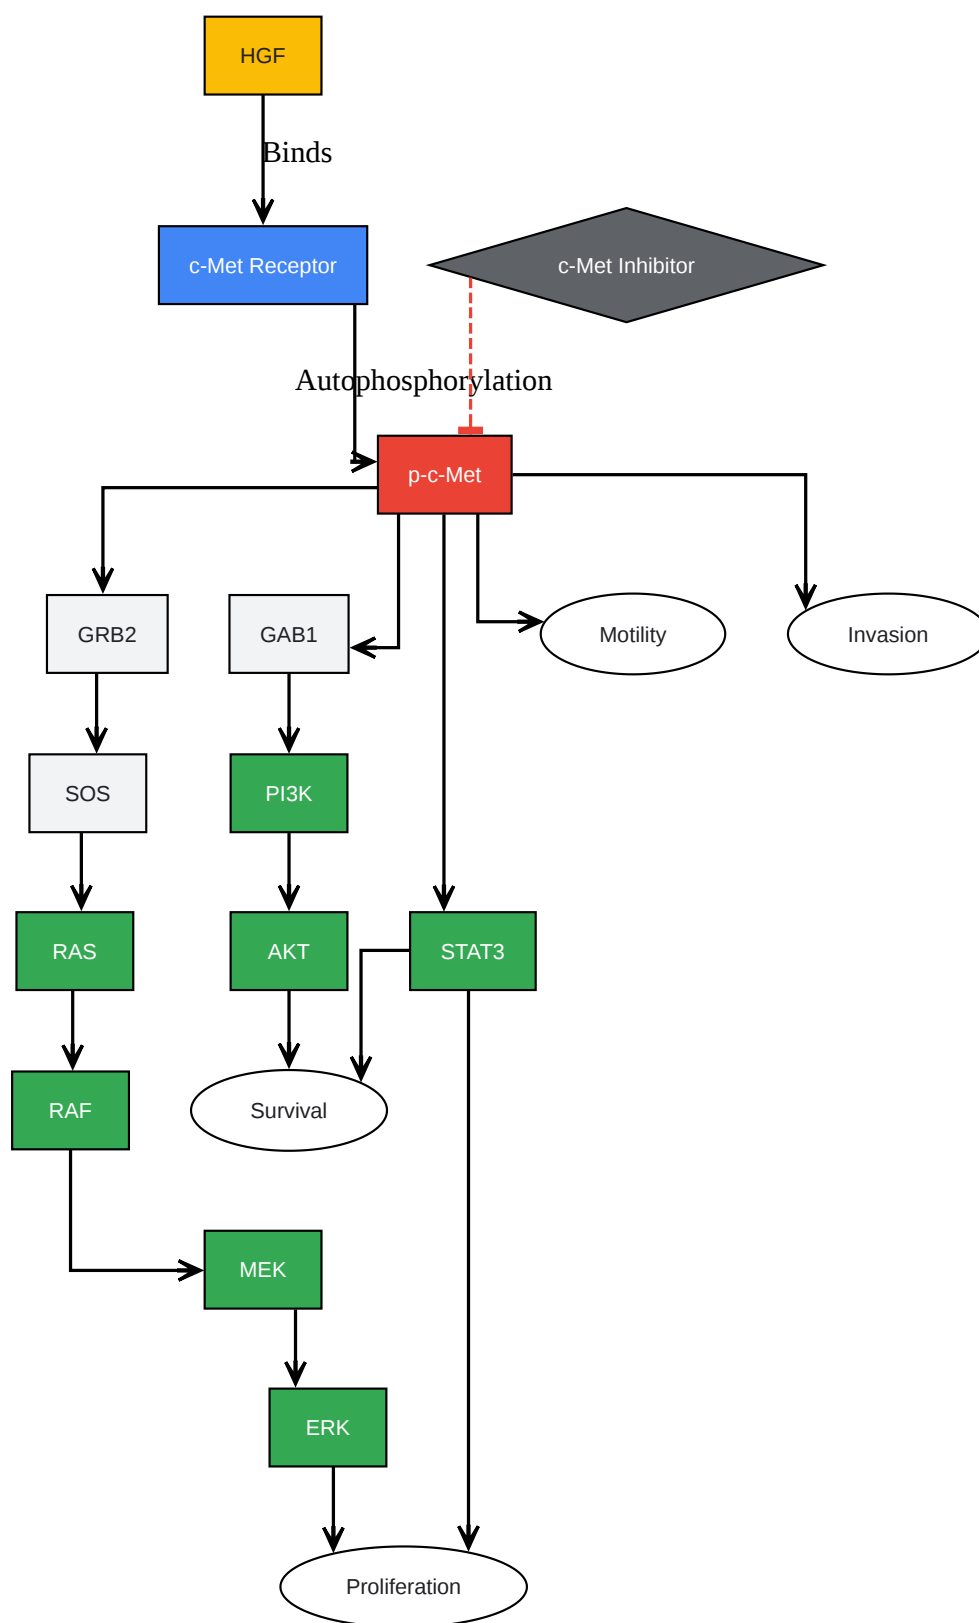 HGF
Binds
c-Met Receptor
c-Met Inhibitor
Autophosphorylation
p-c-Met
GRB2
GAB1
Motility
Invasion
SOS
PI3K
RAS
AKT
STAT3
RAF
Survival
MEK
ERK
Proliferation